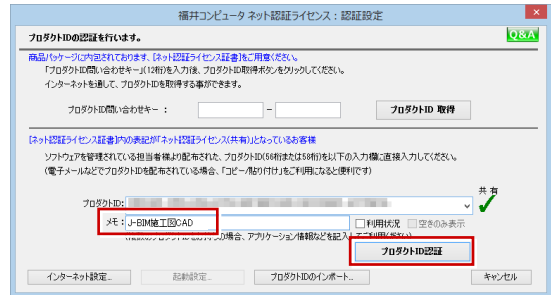 福井コンピュータ ネット認証ライセンス：認証設定
プロダクトIDの認証を行います。
Q&A
商品パッケージに内包されております、[ネット認証ライセンス証書]をご用意ください。
「プロダクトID問い合わせキー」(12桁)を入力後、プロダクトID取得ボタンをクリックしてください。
インターネットを通して、プロダクトIDを取得する事ができます。
プロダクトID問い合わせキー：
－
プロダクトID 取得
[ネット認証ライセンス証書]内の表記が「ネット認証ライセンス(共有)」となっているお客様
ソフトウェアを管理されている担当者様より配布された、プロダクトID(56桁または58桁)を以下の入力欄に直接入力してください。
(電子メールなどでプロダクトIDを配布されている場合、「コピー/貼り付け」をご利用になると便利です)
共有
プロダクトID:
メモ：J-BIM施工図CAD
利用状況 空きのみ表示
の場合、アプリケーション情報などを記入
プロダクトID認証
インターネット設定...
起動設定...
プロダクトIDのインポート...
キャンセル